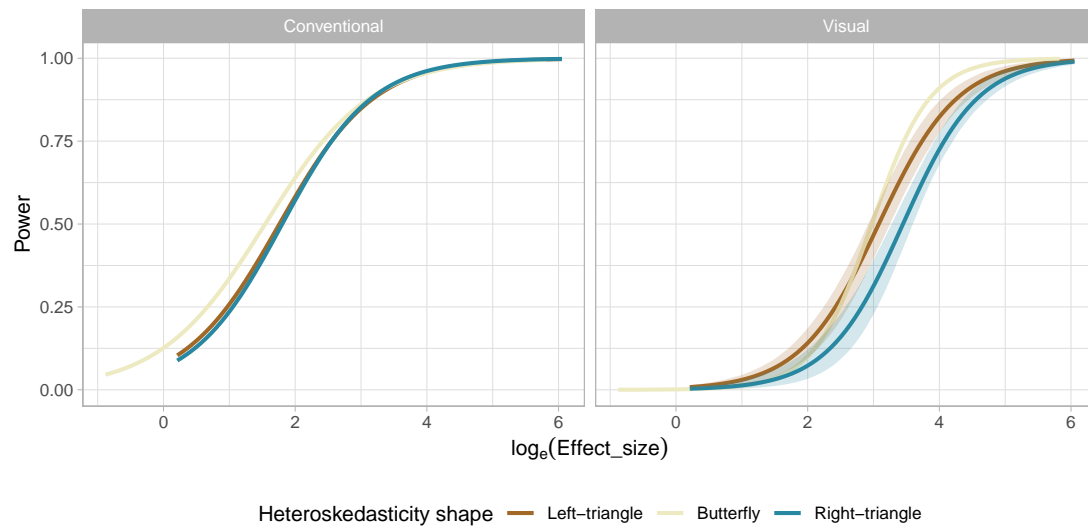 Conventional Visual
1.00
0.75
0.50
0.25
0.00
Power
0 2 4 6 0 2 4 6
logₑ(Effect_size)
Heteroskedasticity shape Left−triangle Butterfly Right−triangle